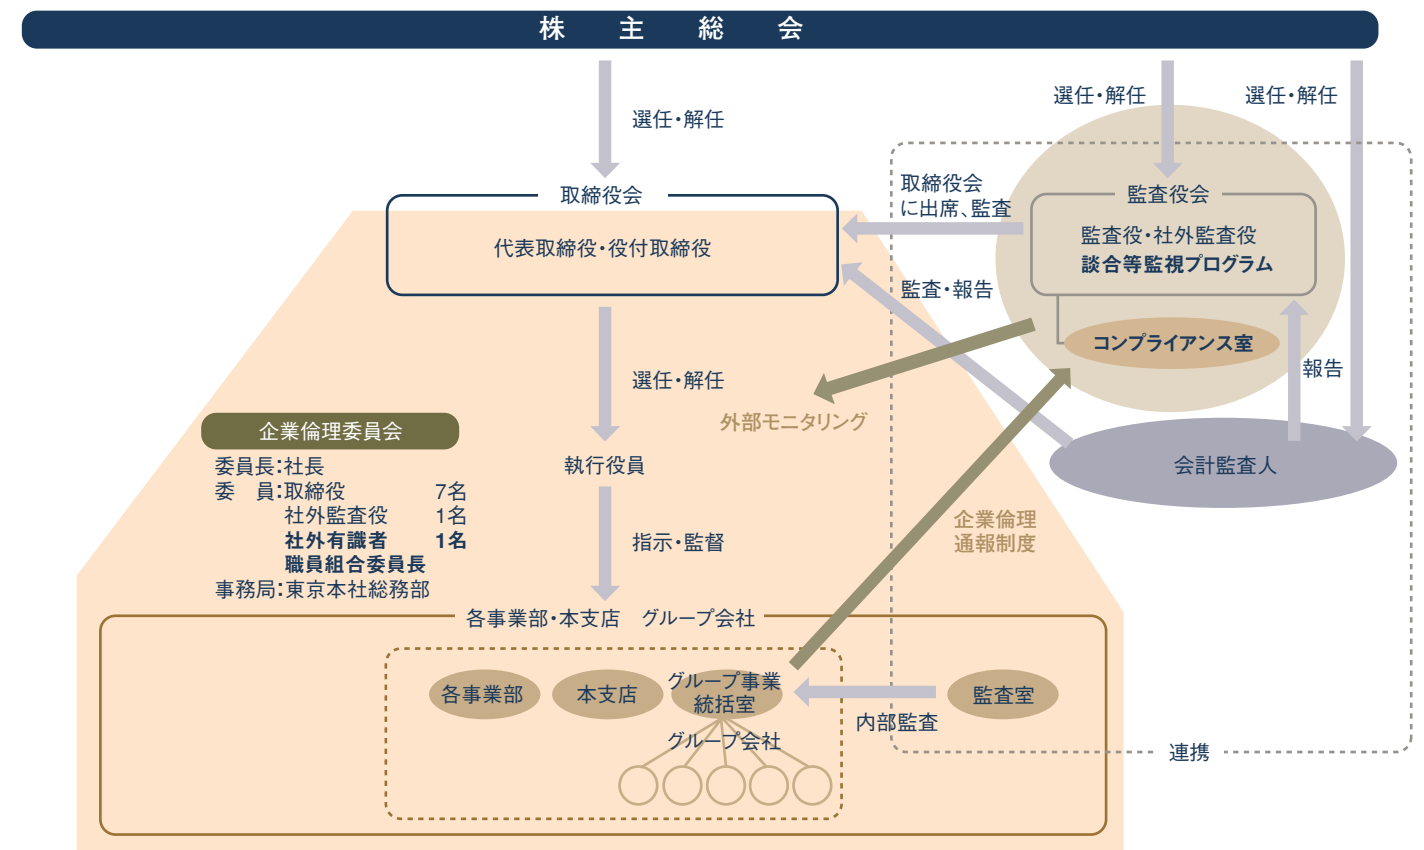 株主総会
選任・解任
選任・解任
選任・解任
取締役会
代表取締役・役付取締役
取締役会
に出席、監査
監査役会
監査役・社外監査役
談合等監視プログラム
監査・報告
コンプライアンス室
報告
選任・解任
外部モニタリング
企業倫理委員会
委員長：社長
委　員：取締役　7名
社外監査役　1名
社外有識者　1名
職員組合委員長
事務局：東京本社総務部
執行役員
会計監査人
指示・監督
企業倫理
通報制度
各事業部・本支店　グループ会社
各事業部
本支店
グループ事業
統括室
監査室
内部監査
グループ会社
連携